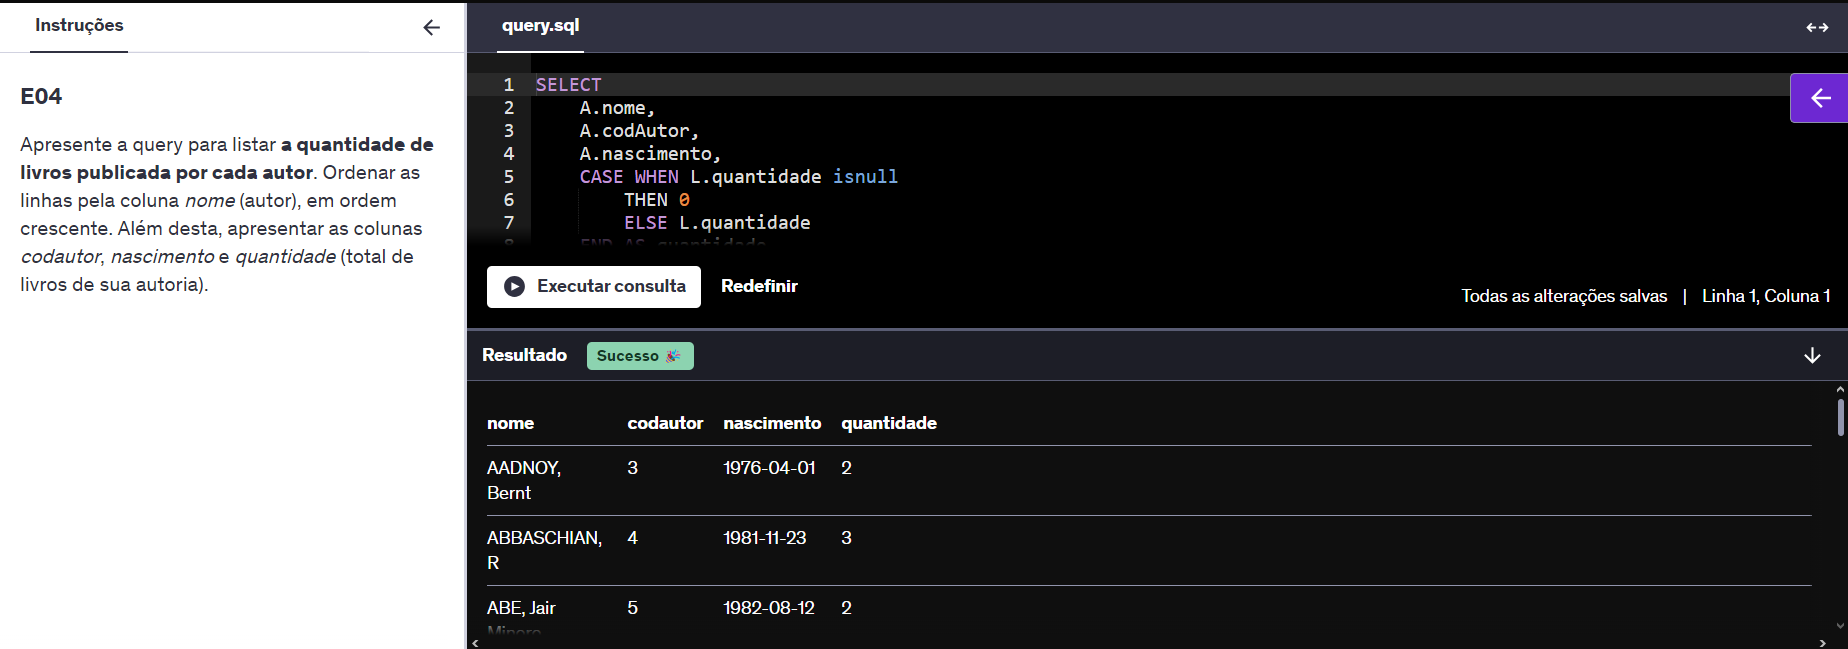 Instruções
E04
Apresente a query para listar a quantidade de
livros publicada por cada autor. Ordenar as
linhas pela coluna nome (autor), em ordem
crescente. Além desta, apresentar as colunas
codautor, nascimento e quantidade (total de
livros de sua autoria).
query.sql
1 SELECT
2 A.nome,
3 A.codAutor,
4 A.nascimento,
5 CASE WHEN L.quantidade isnull
6 THEN 0
7 ELSE L.quantidade
8 END AS quantidade
Executar consulta Redefinir
Todas as alterações salvas | Linha 1, Coluna 1
Resultado Sucesso 🎉
nome codautor nascimento quantidade
AADNOY, 3 1976-04-01 2
Bernt
ABBASCHIAN, 4 1981-11-23 3
R
ABE, Jair 5 1982-08-12 2
Minoro